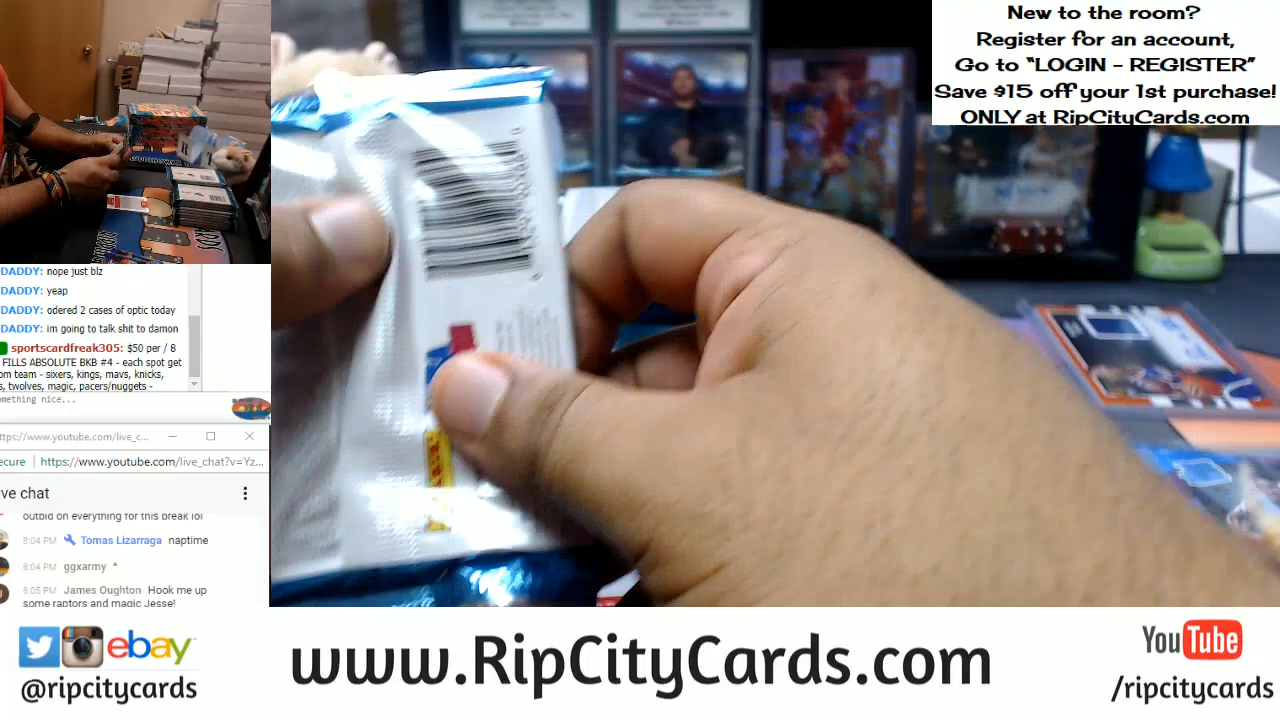 New to the room?
Register for an account,
Go to “LOGIN - REGISTER”
Save $15 off your 1st purchase!
ONLY at RipCityCards.com
DADDY: nope just blz
DADDY: yeap
DADDY: odered 2 cases of optic today
DADDY: im going to talk shit to damon
sportscardfreak305: $50 per / 8
FILLS ABSOLUTE BKB #4 - each spot get
om team - sixers, kings, mavs, knicks,
s, twolves, magic, pacers/nuggets -
omething nice...
ttps://www.youtube.com/live_c...
ecure https://www.youtube.com/live_chat?v=Yz...
ve chat
outbid on everything for this break lol
8:04 PM Tomas Lizarraga naptime
8:04 PM ggxarmy ^
8:05 PM James Oughton Hook me up
some raptors and magic Jesse!
ebay
@ripcitycards
www.RipCityCards.com
YouTube
/ripcitycards